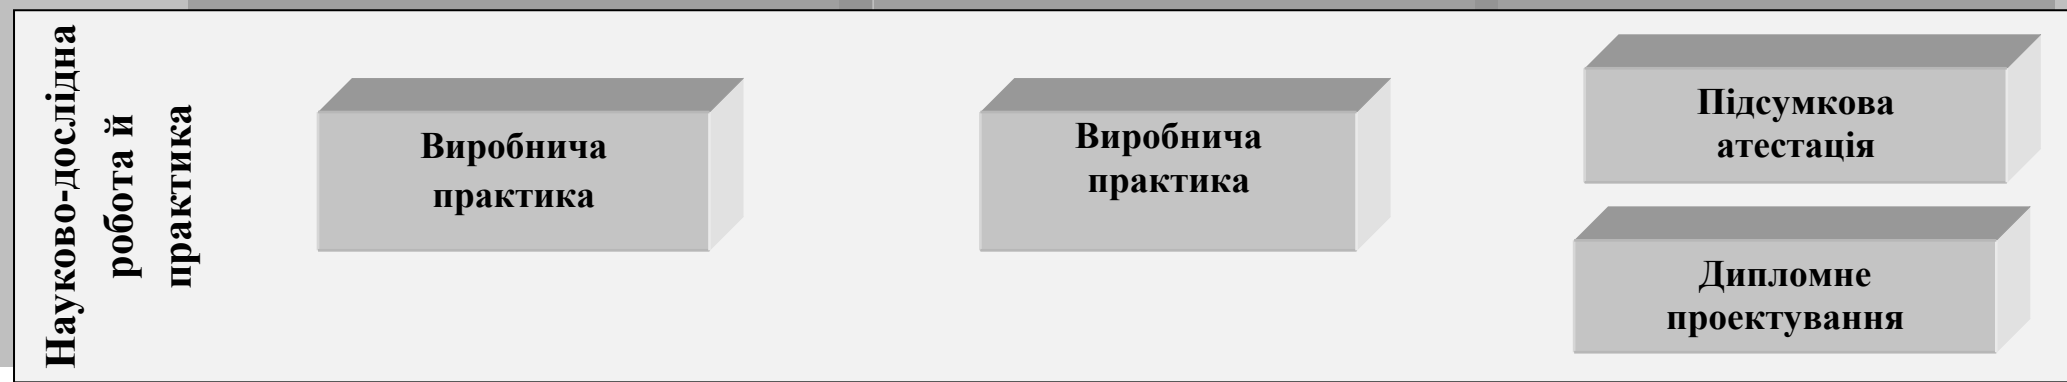 Науково-дослідна
робота й
практика
Виробнича
практика
Виробнича
практика
Підсумкова
атестація
Дипломне
проектування